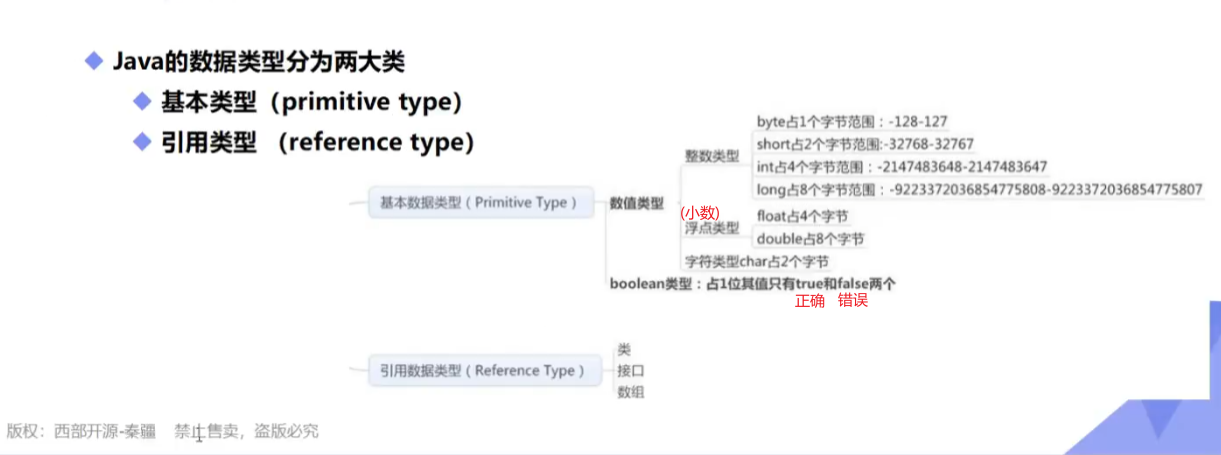 Java的数据类型分为两大类
基本类型（primitive type）
引用类型 （reference type）
基本数据类型（Primitive Type）
数值类型
整数类型
byte占1个字节范围：-128-127
short占2个字节范围:-32768-32767
int占4个字节范围：-2147483648-2147483647
long占8个字节范围：-9223372036854775808-9223372036854775807
(小数)
浮点类型
float占4个字节
double占8个字节
字符类型char占2个字节
boolean类型：占1位其值只有true和false两个
正确 错误
引用数据类型（Reference Type）
类
接口
数组
版权：西部开源-秦疆 禁止售卖，盗版必究